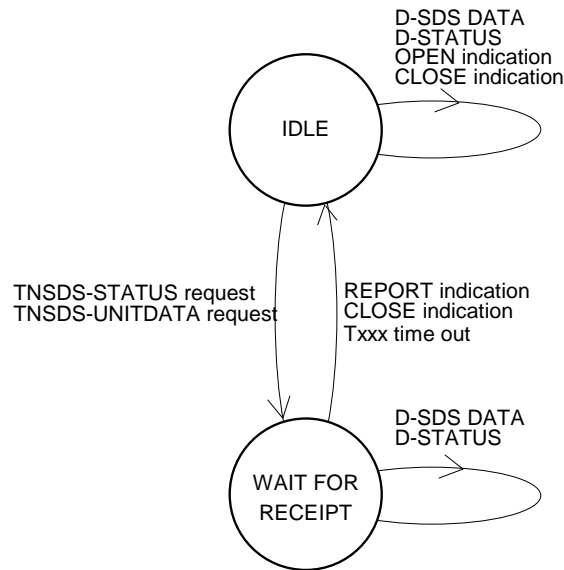 D-SDS DATA
D-STATUS
OPEN indication
CLOSE indication
IDLE
TNSDS-STATUS request
TNSDS-UNITDATA request
REPORT indication
CLOSE indication
Txxx time out
D-SDS DATA
D-STATUS
WAIT FOR
RECEIPT